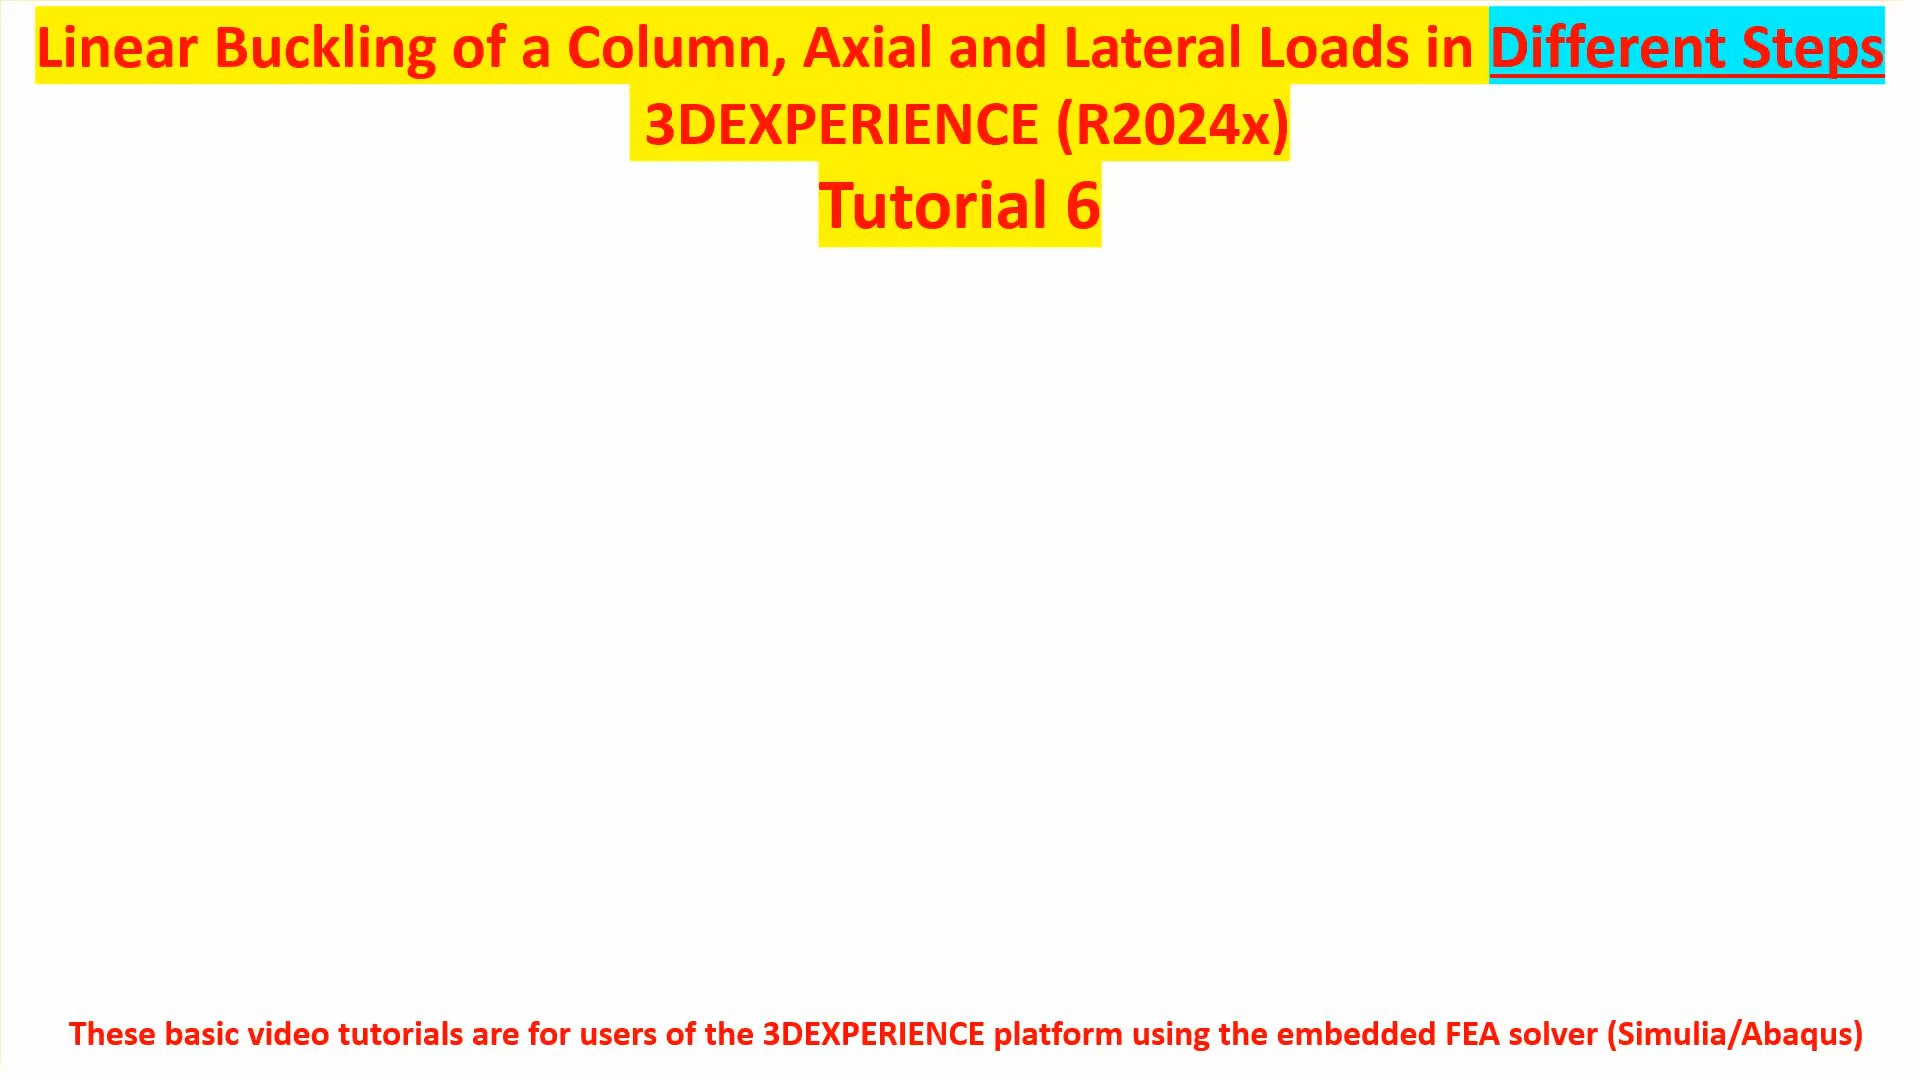 Linear Buckling of a Column, Axial and Lateral Loads in Different Steps
3DEXPERIENCE (R2024x)
Tutorial 6
These basic video tutorials are for users of the 3DEXPERIENCE platform using the embedded FEA solver (Simulia/Abaqus)